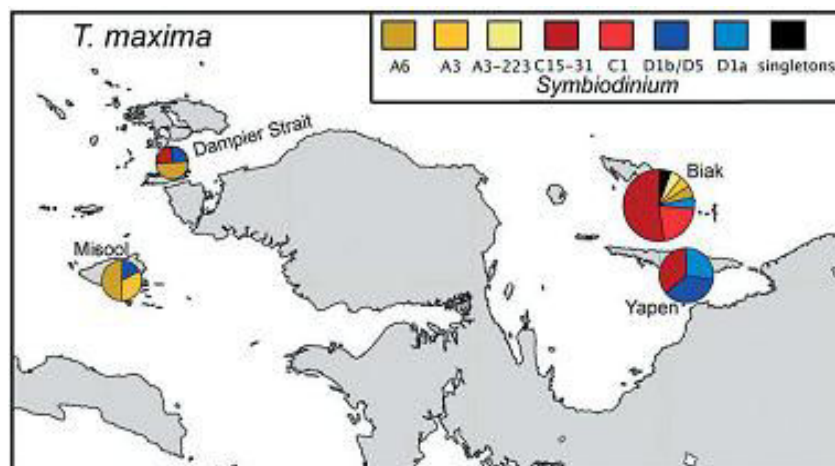 T. maxima
A6 A3 A3-223 C15-31 C1 D1b/D5 D1a singletons
Symbiodinium
Dampier Strait
Biak
Misool
Yapen